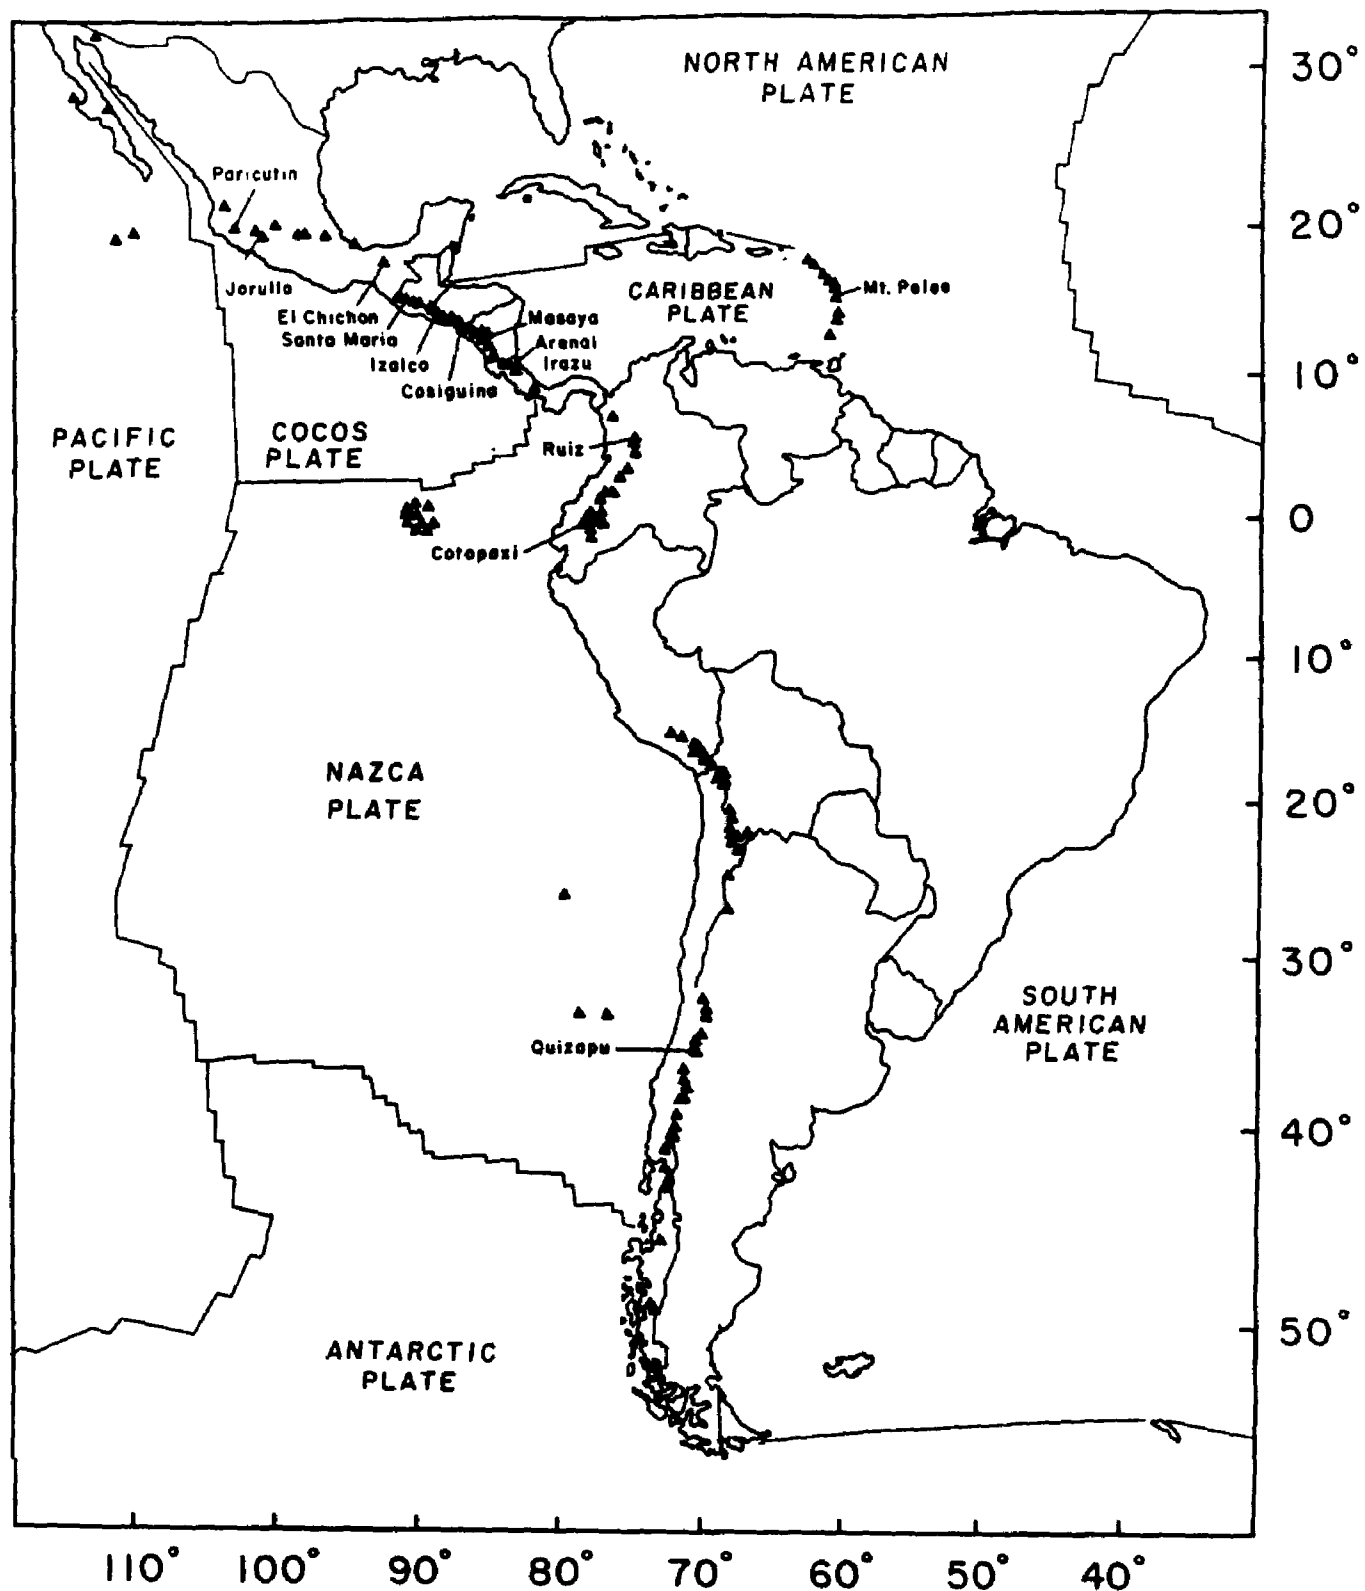 NORTH AMERICAN
PLATE
30°
Paricutin
20°
Jorullo
El Chichon
Santa Maria
Izalco
Cosiguina
CARIBBEAN
PLATE
Mt. Pelee
Masaya
Arenal
Irazu
10°
PACIFIC
PLATE
COCOS
PLATE
Ruiz
0
Cotopaxi
10°
NAZCA
PLATE
20°
30°
SOUTH
AMERICAN
PLATE
Quizapu
40°
50°
ANTARCTIC
PLATE
110°
100°
90°
80°
70°
60°
50°
40°